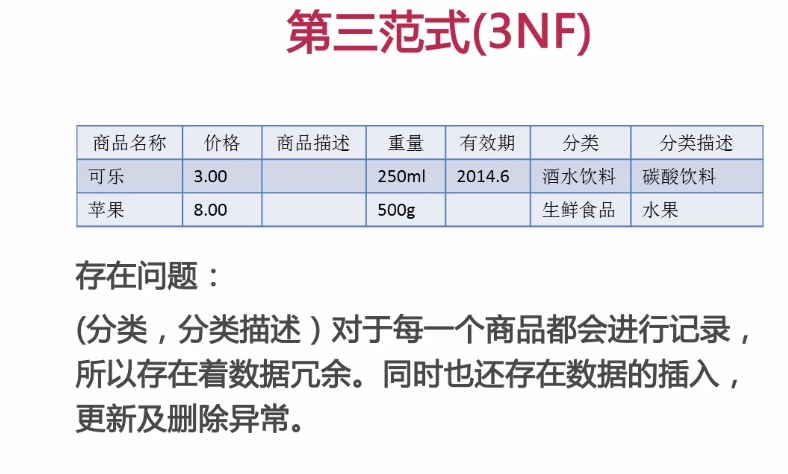 第三范式(3NF)
商品名称 价格 商品描述 重量 有效期 分类 分类描述
可乐 3.00 250ml 2014.6 酒水饮料 碳酸饮料
苹果 8.00 500g 生鲜食品 水果
存在问题：
(分类，分类描述）对于每一个商品都会进行记录，
所以存在着数据冗余。同时也还存在数据的插入，
更新及删除异常。